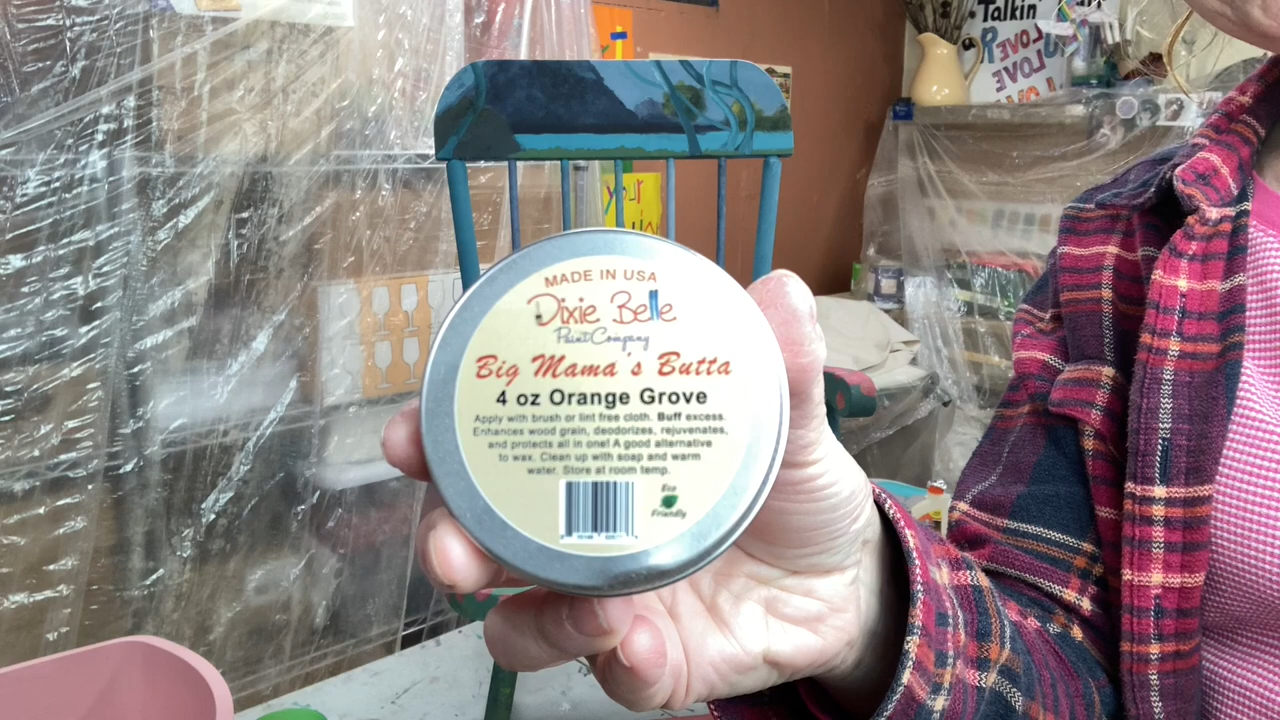 Talkin'
LOVE
LOVE
your
MADE IN USA
Dixie Belle
Paint Company
Big Mama's Butta
4 oz Orange Grove
Apply with brush or lint free cloth. Buff excess.
Enhances wood grain, deodorizes, rejuvenates,
and protects all in one! A good alternative
to wax. Clean up with soap and warm
water. Store at room temp.
Eco
Friendly